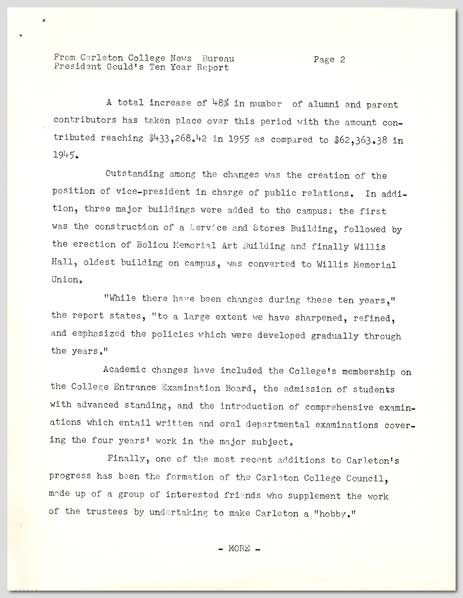 From Carleton College News Bureau Page 2
President Gould's Ten Year Report
A total increase of 48% in number of alumni and parent
contributors has taken place over this period with the amount con-
tributed reaching $433,268.42 in 1955 as compared to $62,363.38 in
1945.
Outstanding among the changes was the creation of the
position of vice-president in charge of public relations. In addi-
tion, three major buildings were added to the campus: the first
was the construction of a Service and Stores Building, followed by
the erection of Boliou Memorial Art Building and finally Willis
Hall, oldest building on campus, was converted to Willis Memorial
Union.
"While there have been changes during these ten years,"
the report states, "to a large extent we have sharpened, refined,
and emphasized the policies which were developed gradually through
the years."
Academic changes have included the College's membership on
the College Entrance Examination Board, the admission of students
with advanced standing, and the introduction of comprehensive examin-
ations which entail written and oral departmental examinations cover-
ing the four years' work in the major subject.
Finally, one of the most recent additions to Carleton's
progress has been the formation of the Carleton College Council,
made up of a group of interested friends who supplement the work
of the trustees by undertaking to make Carleton a "hobby."
- MORE -